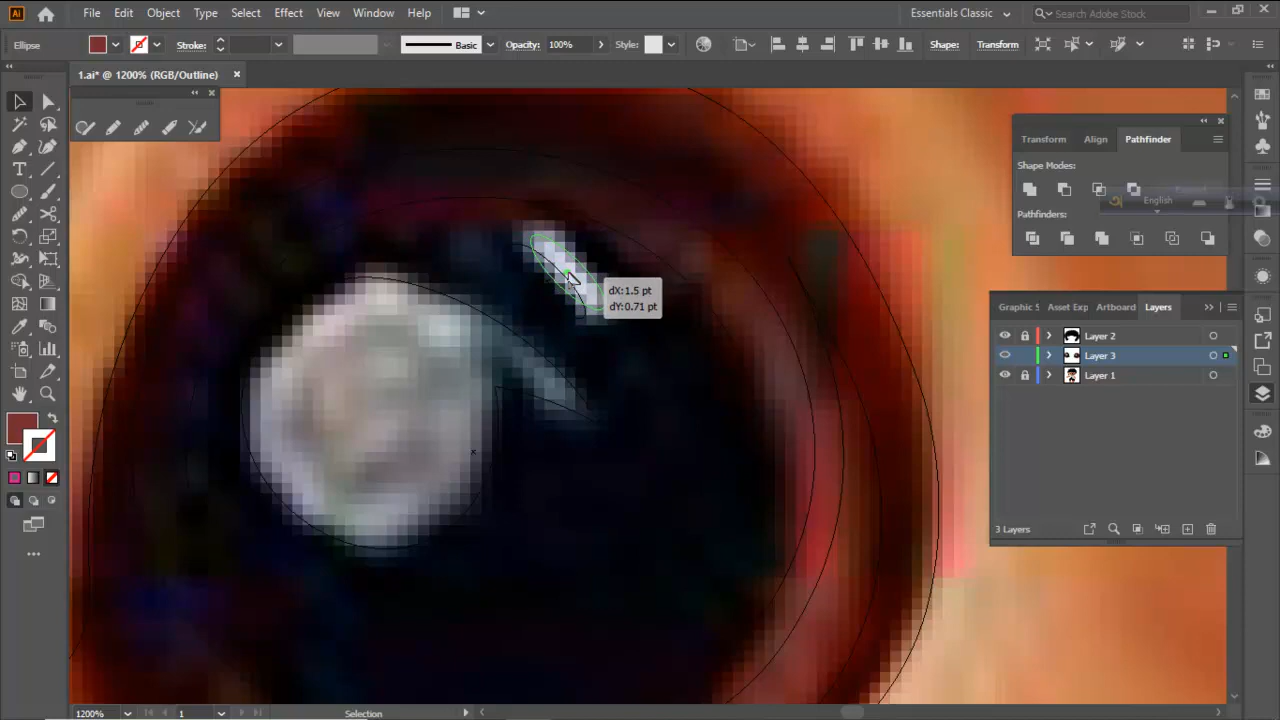 Ai File Edit Object Type Select Effect View Window Help Essentials Classic Search Adobe Stock
Ellipse Stroke: Basic Opacity: 100% Style: Shape: Transform
1.ai* @ 1200% (RGB/Outline)
Transform Align Pathfinder
Shape Modes:
Expand
English
Pathfinders:
dX:1.5 pt
dY:0.71 pt
Graphic S Asset Exp Artboard Layers
Layer 2
Layer 3
Layer 1
3 Layers
1200% 1 Selection